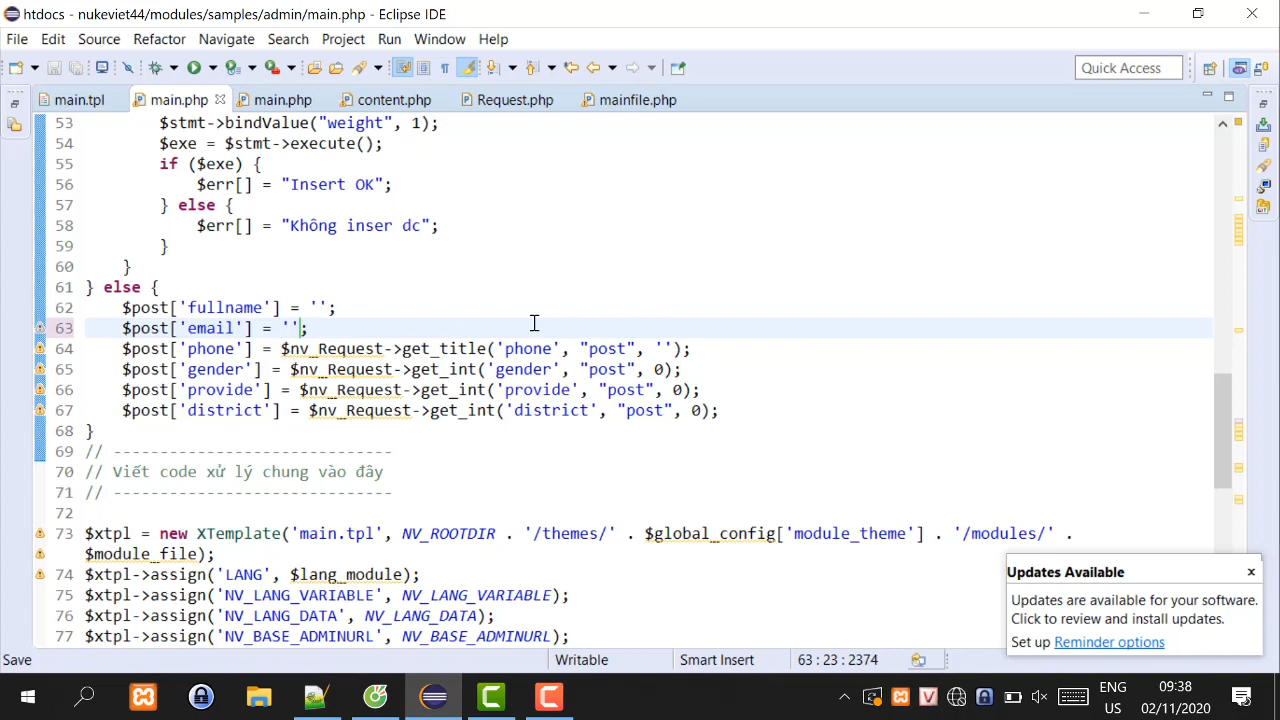 htdocs - nukeviet44/modules/samples/admin/main.php - Eclipse IDE
File Edit Source Refactor Navigate Search Project Run Window Help
Quick Access
main.tpl main.php main.php content.php Request.php mainfile.php
53 $stmt->bindValue("weight", 1);
54 $exe = $stmt->execute();
55 if ($exe) {
56 $err[] = "Insert OK";
57 } else {
58 $err[] = "Không inser dc";
59 }
60 }
61 } else {
62 $post['fullname'] = '';
63 $post['email'] = '';
64 $post['phone'] = $nv_Request->get_title('phone', "post", '');
65 $post['gender'] = $nv_Request->get_int('gender', "post", 0);
66 $post['provide'] = $nv_Request->get_int('provide', "post", 0);
67 $post['district'] = $nv_Request->get_int('district', "post", 0);
68 }
69 // ------------------------------
70 // Viết code xử lý chung vào đây
71 // ------------------------------
72
73 $xtpl = new XTemplate('main.tpl', NV_ROOTDIR . '/themes/' . $global_config['module_theme'] . '/modules/' .
$module_file);
74 $xtpl->assign('LANG', $lang_module);
75 $xtpl->assign('NV_LANG_VARIABLE', NV_LANG_VARIABLE);
76 $xtpl->assign('NV_LANG_DATA', NV_LANG_DATA);
77 $xtpl->assign('NV_BASE_ADMINURL', NV_BASE_ADMINURL);
Updates Available
Updates are available for your software.
Click to review and install updates.
Set up Reminder options
Save Writable Smart Insert 63 : 23 : 2374
ENG
US
09:38
02/11/2020